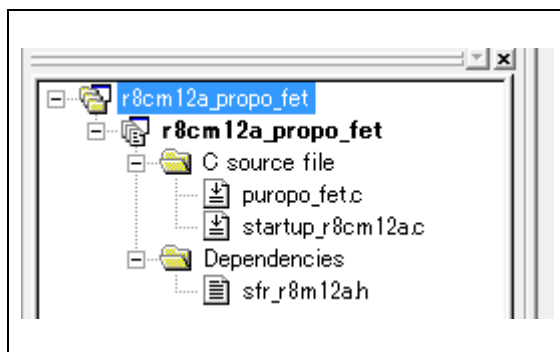 r8cm12a_propo_fet
r8cm12a_propo_fet
C source file
puropo_fet.c
startup_r8cm12a.c
Dependencies
sfr_r8m12a.h